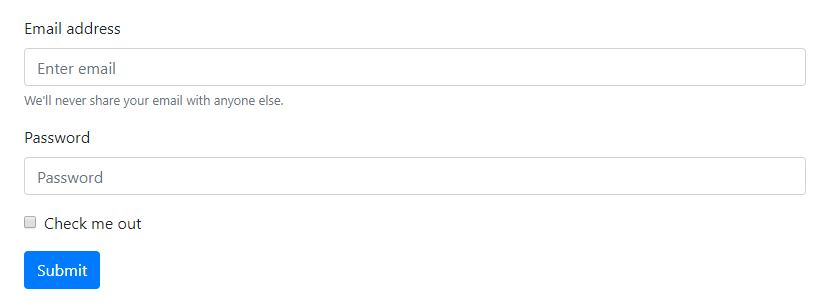 Email address
Enter email
We'll never share your email with anyone else.
Password
Password
Check me out
Submit